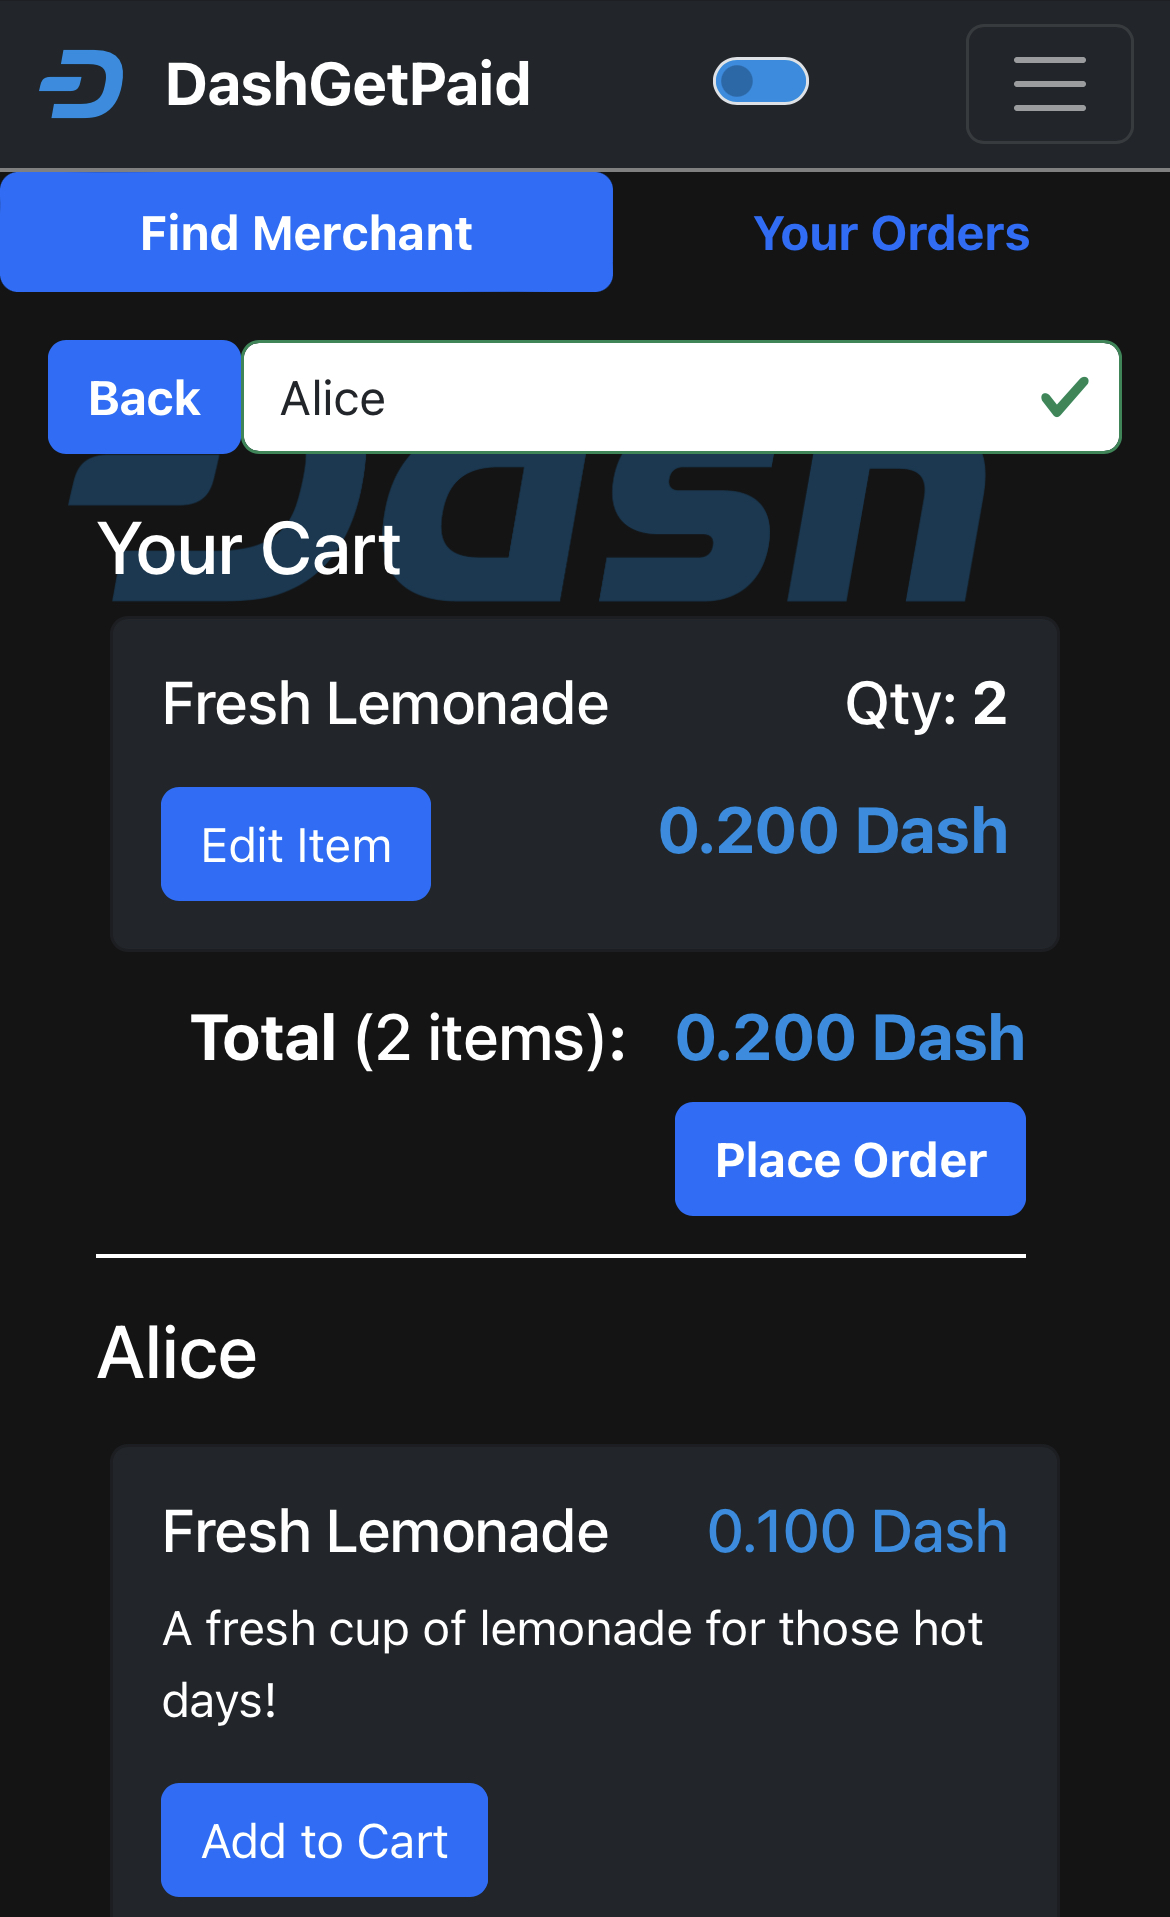 DashGetPaid
Find Merchant
Your Orders
Back
Alice
Dash
Your Cart
Fresh Lemonade
Qty: 2
Edit Item
0.200 Dash
Total (2 items):
0.200 Dash
Place Order
Alice
Fresh Lemonade
0.100 Dash
A fresh cup of lemonade for those hot
days!
Add to Cart